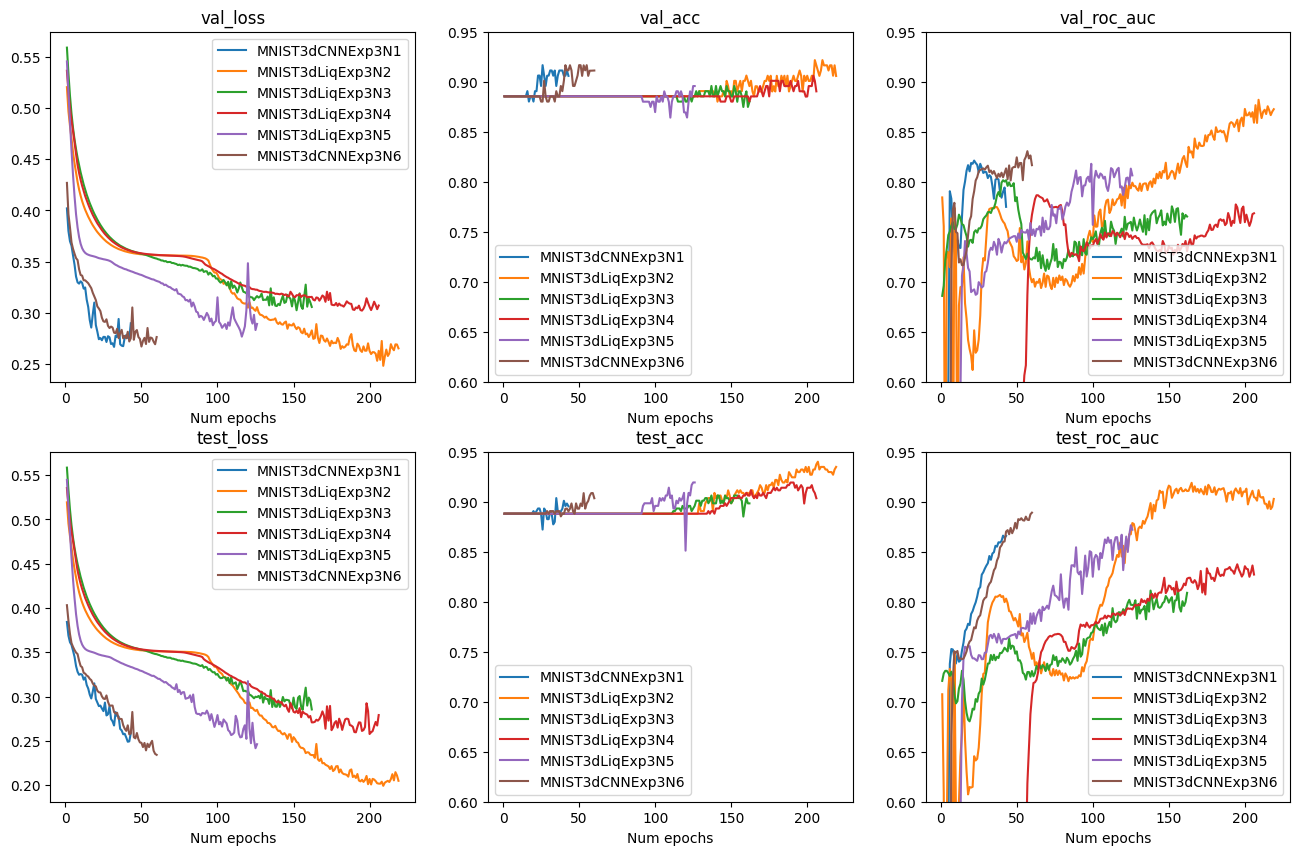 val_loss
0.55
0.50
0.45
0.40
0.35
0.30
0.25
0
50
100
150
200
Num epochs
MNIST3dCNNExp3N1
MNIST3dLiqExp3N2
MNIST3dLiqExp3N3
MNIST3dLiqExp3N4
MNIST3dLiqExp3N5
MNIST3dCNNExp3N6
val_acc
0.95
0.90
0.85
0.80
0.75
0.70
0.65
0.60
0
50
100
150
200
Num epochs
MNIST3dCNNExp3N1
MNIST3dLiqExp3N2
MNIST3dLiqExp3N3
MNIST3dLiqExp3N4
MNIST3dLiqExp3N5
MNIST3dCNNExp3N6
val_roc_auc
0.95
0.90
0.85
0.80
0.75
0.70
0.65
0.60
0
50
100
150
200
Num epochs
MNIST3dCNNExp3N1
MNIST3dLiqExp3N2
MNIST3dLiqExp3N3
MNIST3dLiqExp3N4
MNIST3dLiqExp3N5
MNIST3dCNNExp3N6
test_loss
0.55
0.50
0.45
0.40
0.35
0.30
0.25
0.20
0
50
100
150
200
Num epochs
MNIST3dCNNExp3N1
MNIST3dLiqExp3N2
MNIST3dLiqExp3N3
MNIST3dLiqExp3N4
MNIST3dLiqExp3N5
MNIST3dCNNExp3N6
test_acc
0.95
0.90
0.85
0.80
0.75
0.70
0.65
0.60
0
50
100
150
200
Num epochs
MNIST3dCNNExp3N1
MNIST3dLiqExp3N2
MNIST3dLiqExp3N3
MNIST3dLiqExp3N4
MNIST3dLiqExp3N5
MNIST3dCNNExp3N6
test_roc_auc
0.95
0.90
0.85
0.80
0.75
0.70
0.65
0.60
0
50
100
150
200
Num epochs
MNIST3dCNNExp3N1
MNIST3dLiqExp3N2
MNIST3dLiqExp3N3
MNIST3dLiqExp3N4
MNIST3dLiqExp3N5
MNIST3dCNNExp3N6